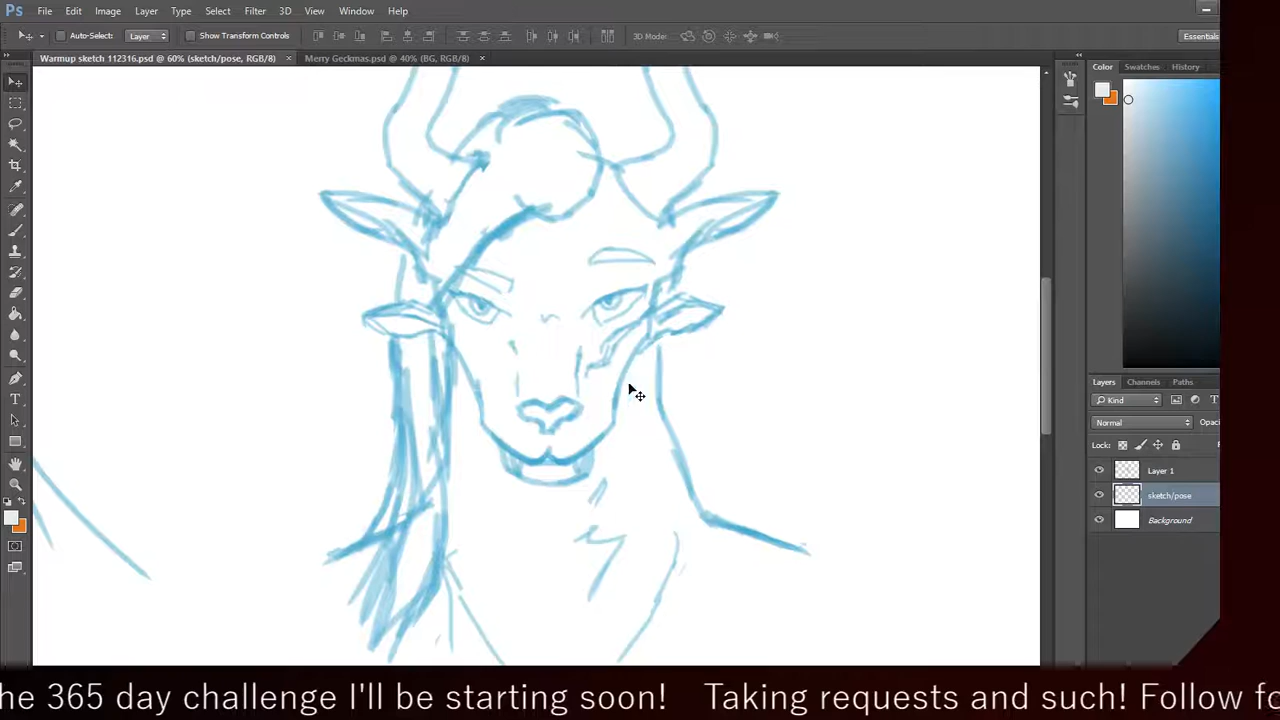 Ps File Edit Image Layer Type Select Filter 3D View Window Help
Auto-Select: Layer Show Transform Controls 3D Mode: Essentials
Warmup sketch 112316.psd @ 60% (sketch/pose, RGB/8) × Merry Geckmas.psd @ 40% (BG, RGB/8) ×
Color Swatches History
Layers Channels Paths
Kind
Normal Opac
Lock:
Layer 1
sketch/pose
Background
he 365 day challenge I'll be starting soon! Taking requests and such! Follow fo